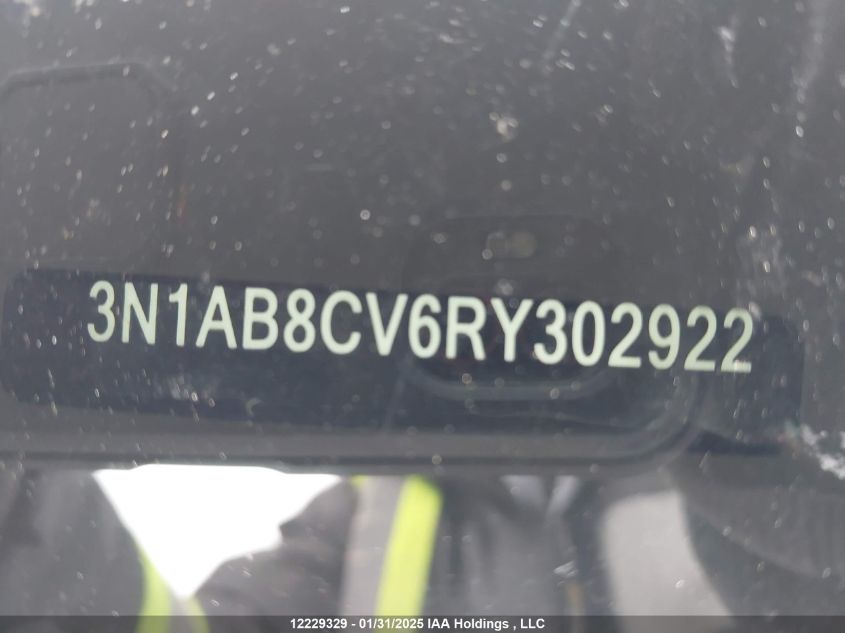 3N1AB8CV6RY302922
12229329 - 01/31/2025 IAA Holdings , LLC